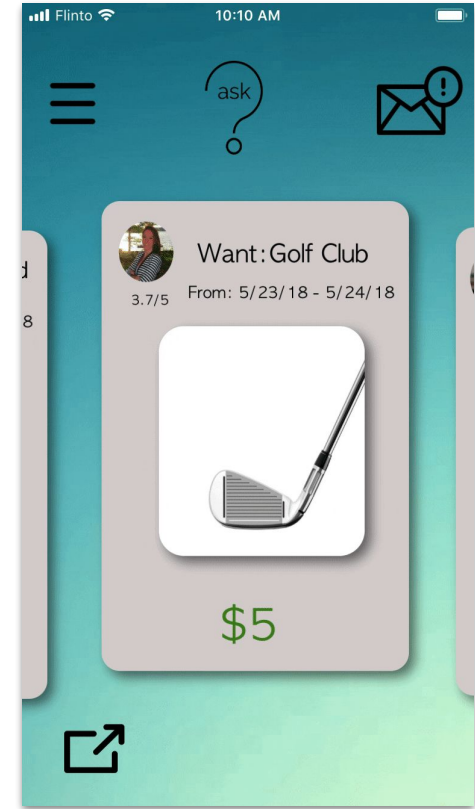 Flinto 10:10 AM
ask
!
d
8
Want: Golf Club
3.7/5
From: 5/23/18 - 5/24/18
$5